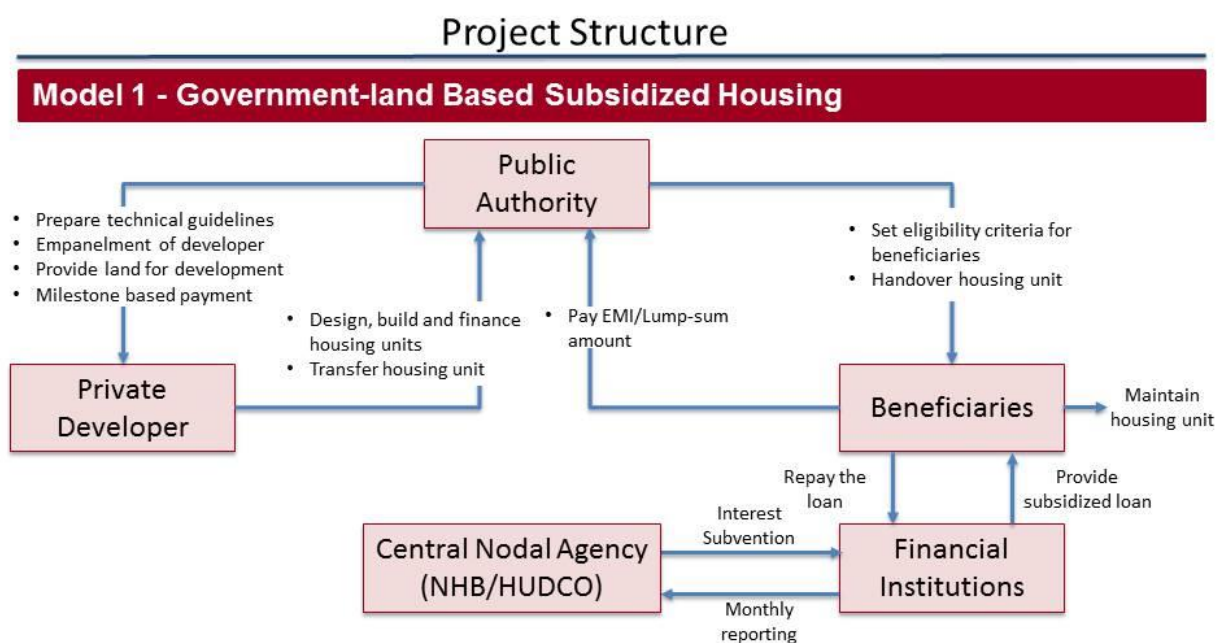 Project Structure
Model 1 - Government-land Based Subsidized Housing
Public
Authority
• Prepare technical guidelines
• Empanelment of developer
• Provide land for development
• Milestone based payment
• Set eligibility criteria for
beneficiaries
• Handover housing unit
• Design, build and finance
housing units
• Transfer housing unit
• Pay EMI/Lump-sum
amount
Private
Developer
Beneficiaries
Maintain
housing unit
Repay the
loan
Provide
subsidized loan
Central Nodal Agency
(NHB/HUDCO)
Interest
Subvention
Financial
Institutions
Monthly
reporting